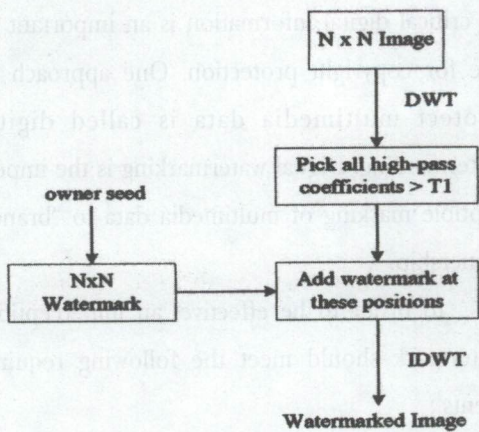 N x N Image
DWT
Pick all high-pass
coefficients > T1
owner seed
NxN
Watermark
Add watermark at
these positions
IDWT
Watermarked Image